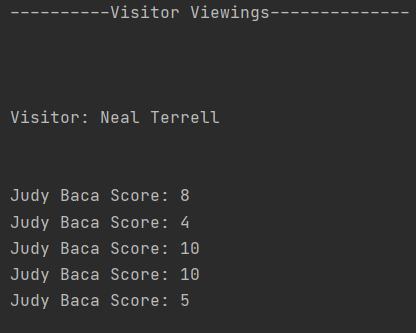 ----------Visitor Viewings--------------
Visitor: Neal Terrell
Judy Baca Score: 8
Judy Baca Score: 4
Judy Baca Score: 10
Judy Baca Score: 10
Judy Baca Score: 5